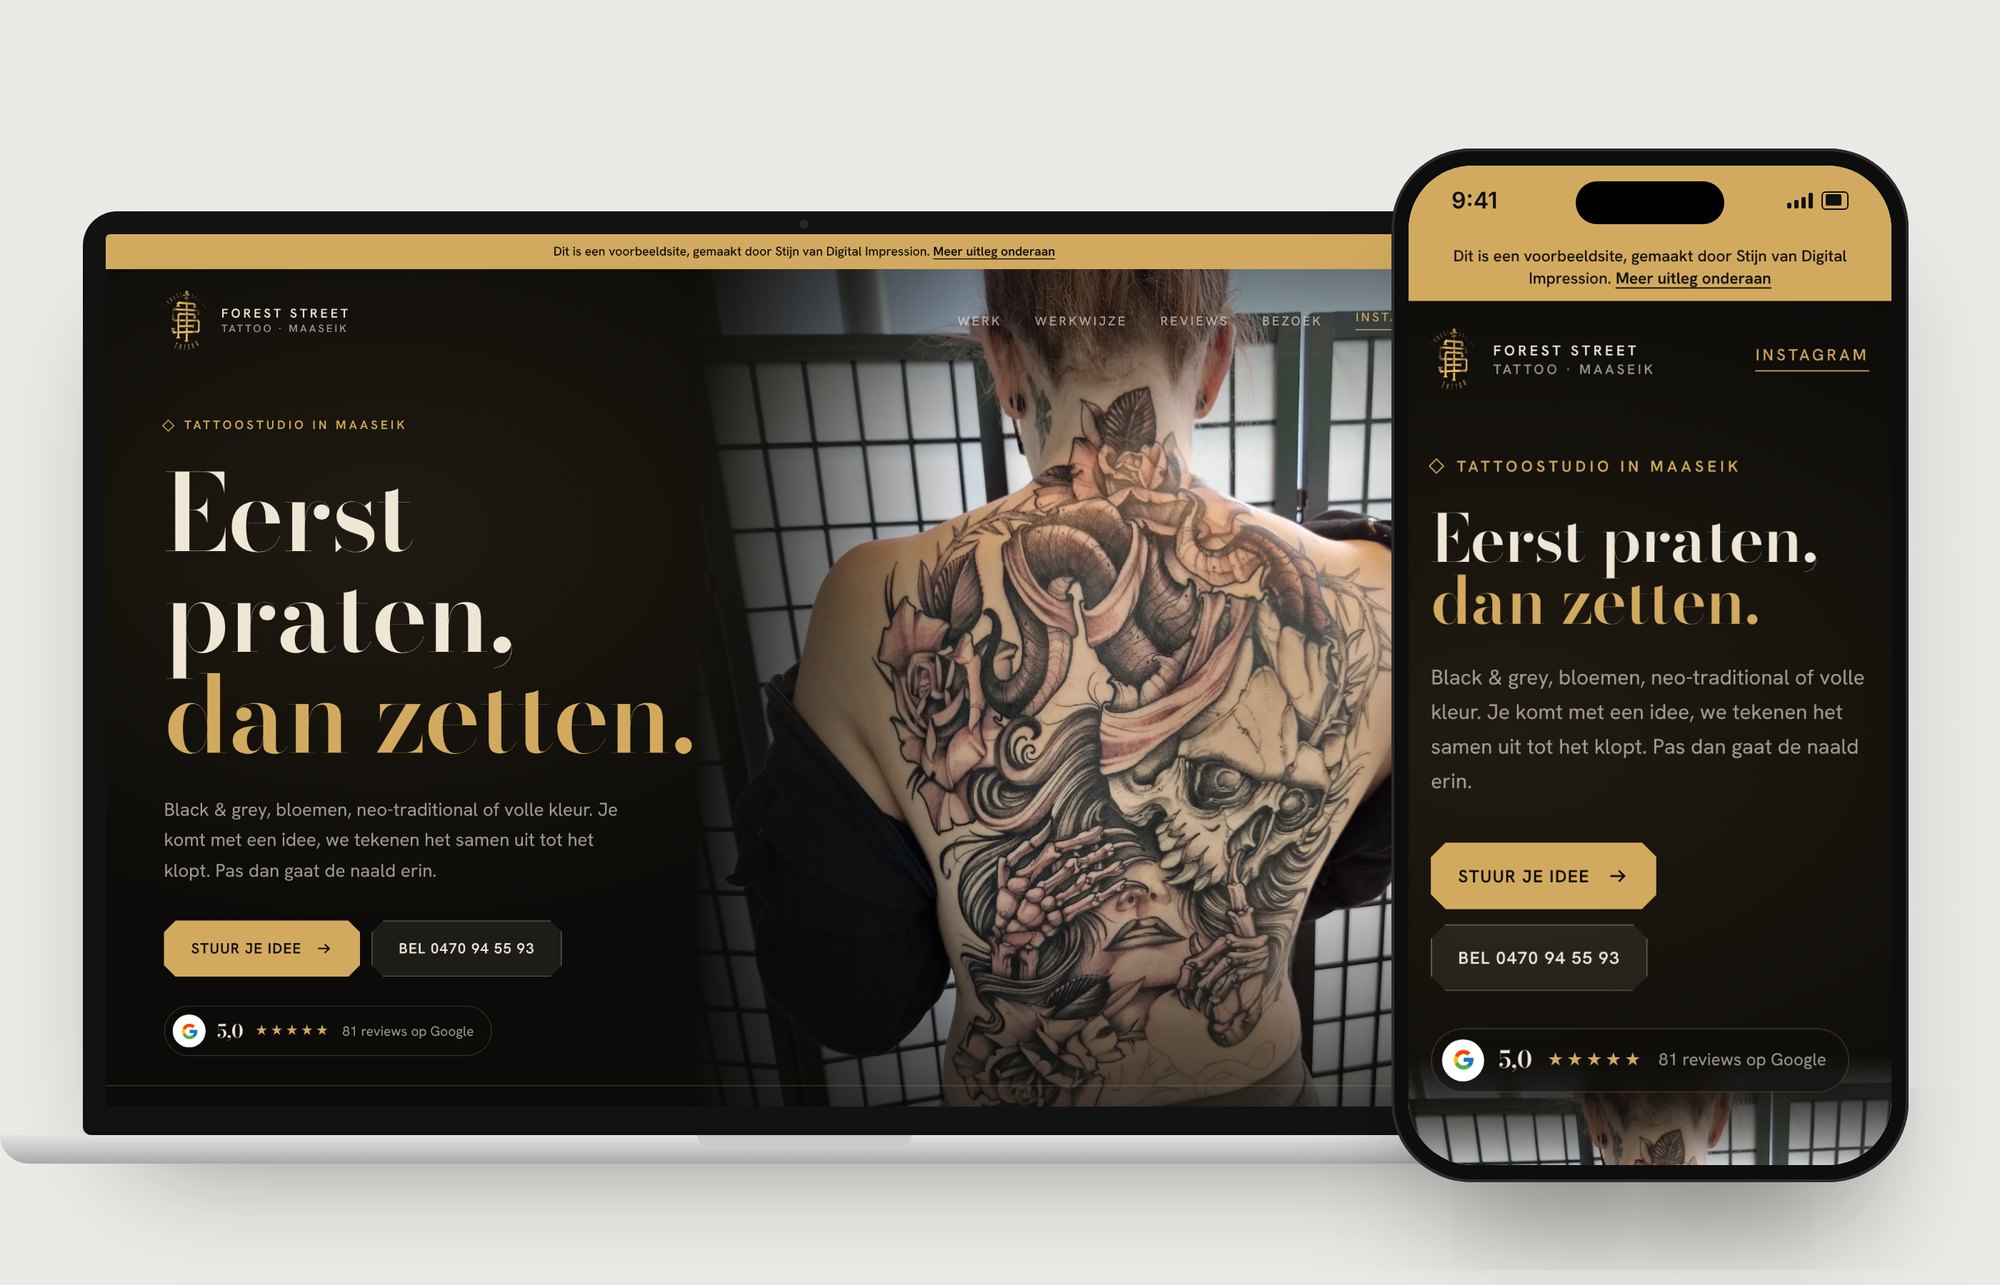 Dit is een voorbeeldsite, gemaakt door Stijn van Digital Impression. Meer uitleg onderaan
FOREST STREET
TATTOO · MAASEIK
WERK WERKWIJZE REVIEWS BEZOEK INSTA
TATTOOSTUDIO IN MAASEIK
Eerst
praten,
dan zetten.
Black & grey, bloemen, neo-traditional of volle kleur. Je
komt met een idee, we tekenen het samen uit tot het
klopt. Pas dan gaat de naald erin.
STUUR JE IDEE → BEL 0470 94 55 93
G 5,0 ★★★★★ 81 reviews op Google
9:41
Dit is een voorbeeldsite, gemaakt door Stijn van Digital
Impression. Meer uitleg onderaan
FOREST STREET
TATTOO · MAASEIK
INSTAGRAM
TATTOOSTUDIO IN MAASEIK
Eerst praten,
dan zetten.
Black & grey, bloemen, neo-traditional of volle
kleur. Je komt met een idee, we tekenen het
samen uit tot het klopt. Pas dan gaat de naald
erin.
STUUR JE IDEE →
BEL 0470 94 55 93
G 5,0 ★★★★★ 81 reviews op Google